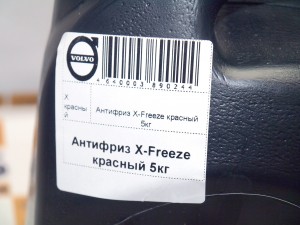 VOLVO
4640003890244
X
красны
й
Антифриз X-Freeze красный
5кг
Антифриз X-Freeze
красный 5кг